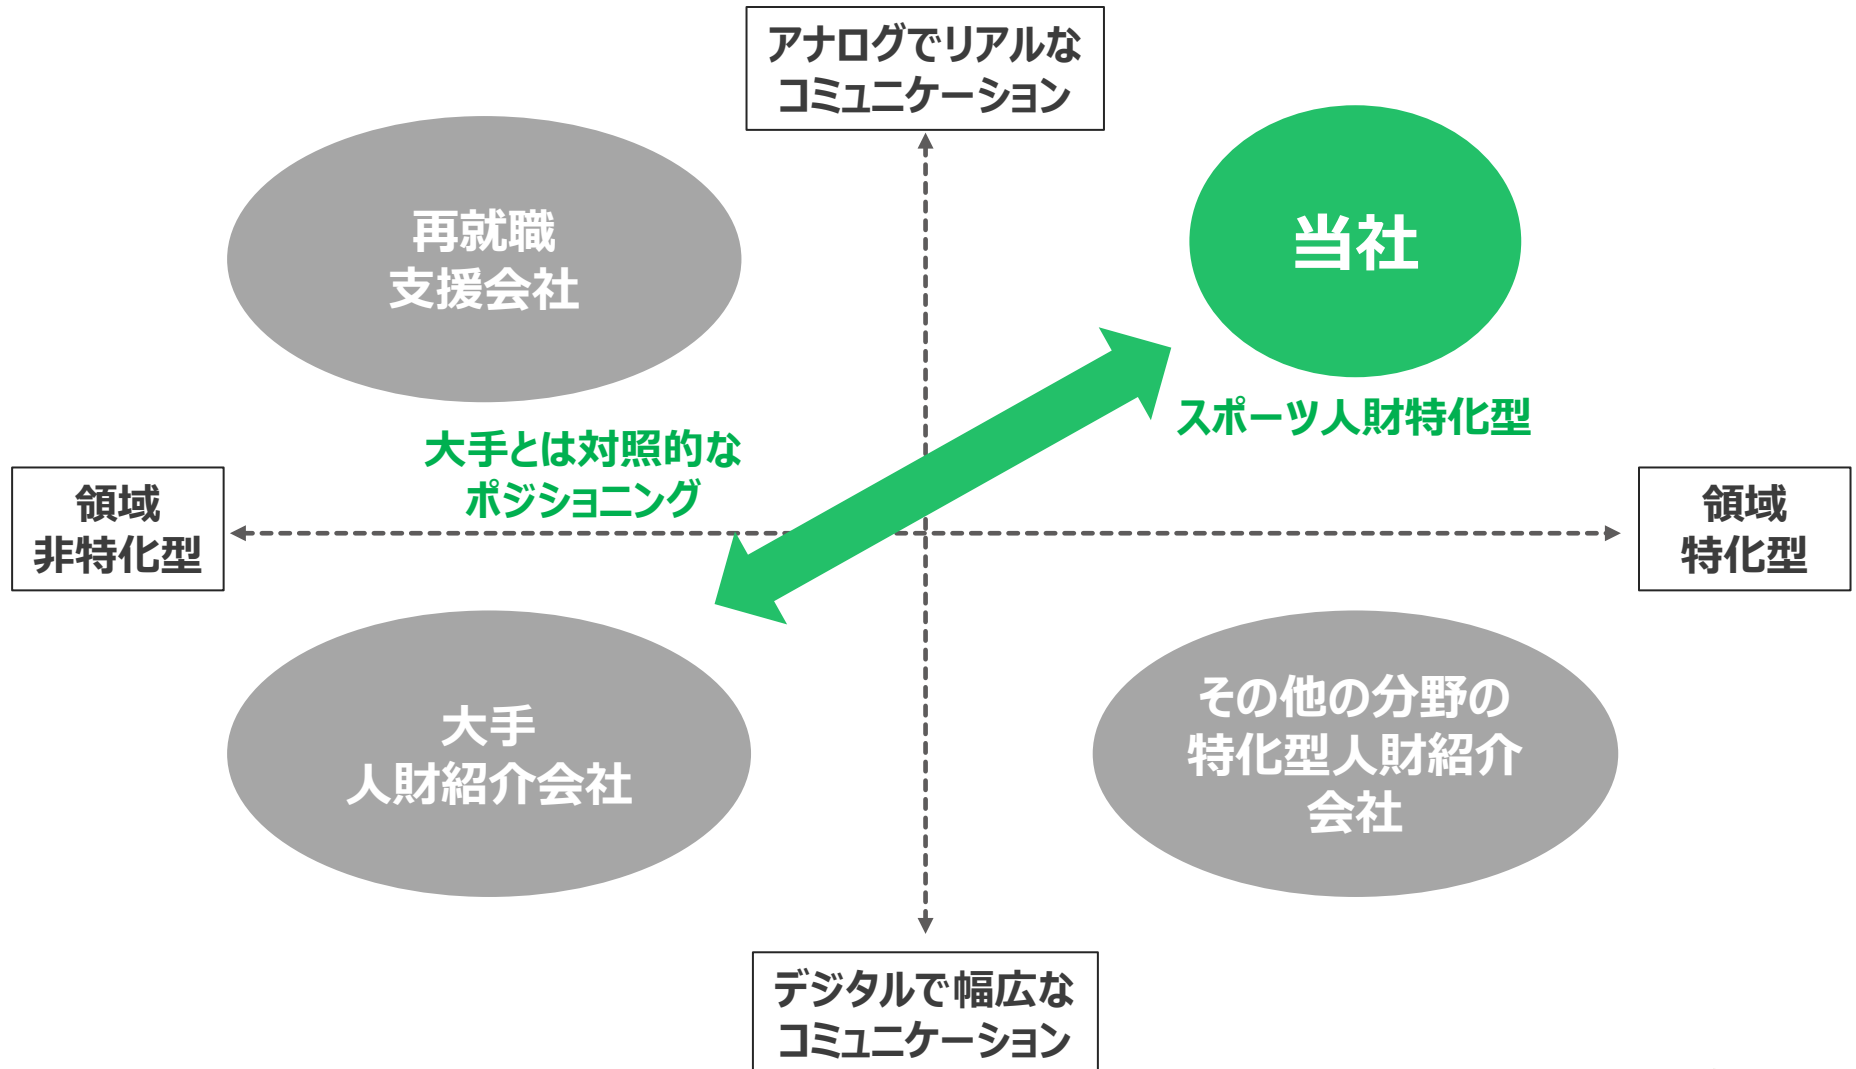 アナログでリアルな
コミュニケーション
再就職
支援会社
当社
スポーツ人財特化型
大手とは対照的な
ポジショニング
領域
非特化型
領域
特化型
大手
人財紹介会社
その他の分野の
特化型人財紹介
会社
デジタルで幅広な
コミュニケーション